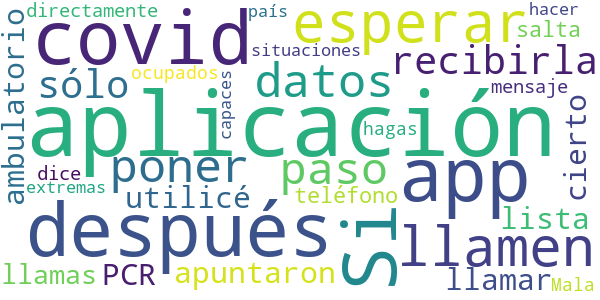 directamente país hacer
covid esperar salta
situaciones
ambulatorio sólo ocupados datos recibirla
capaces mensaje
aplicación
hagas cierto
dice poner paso app
extremas utilicé teléfono
después Si lista
llamen
llamas PCR apuntaron llamar Mala